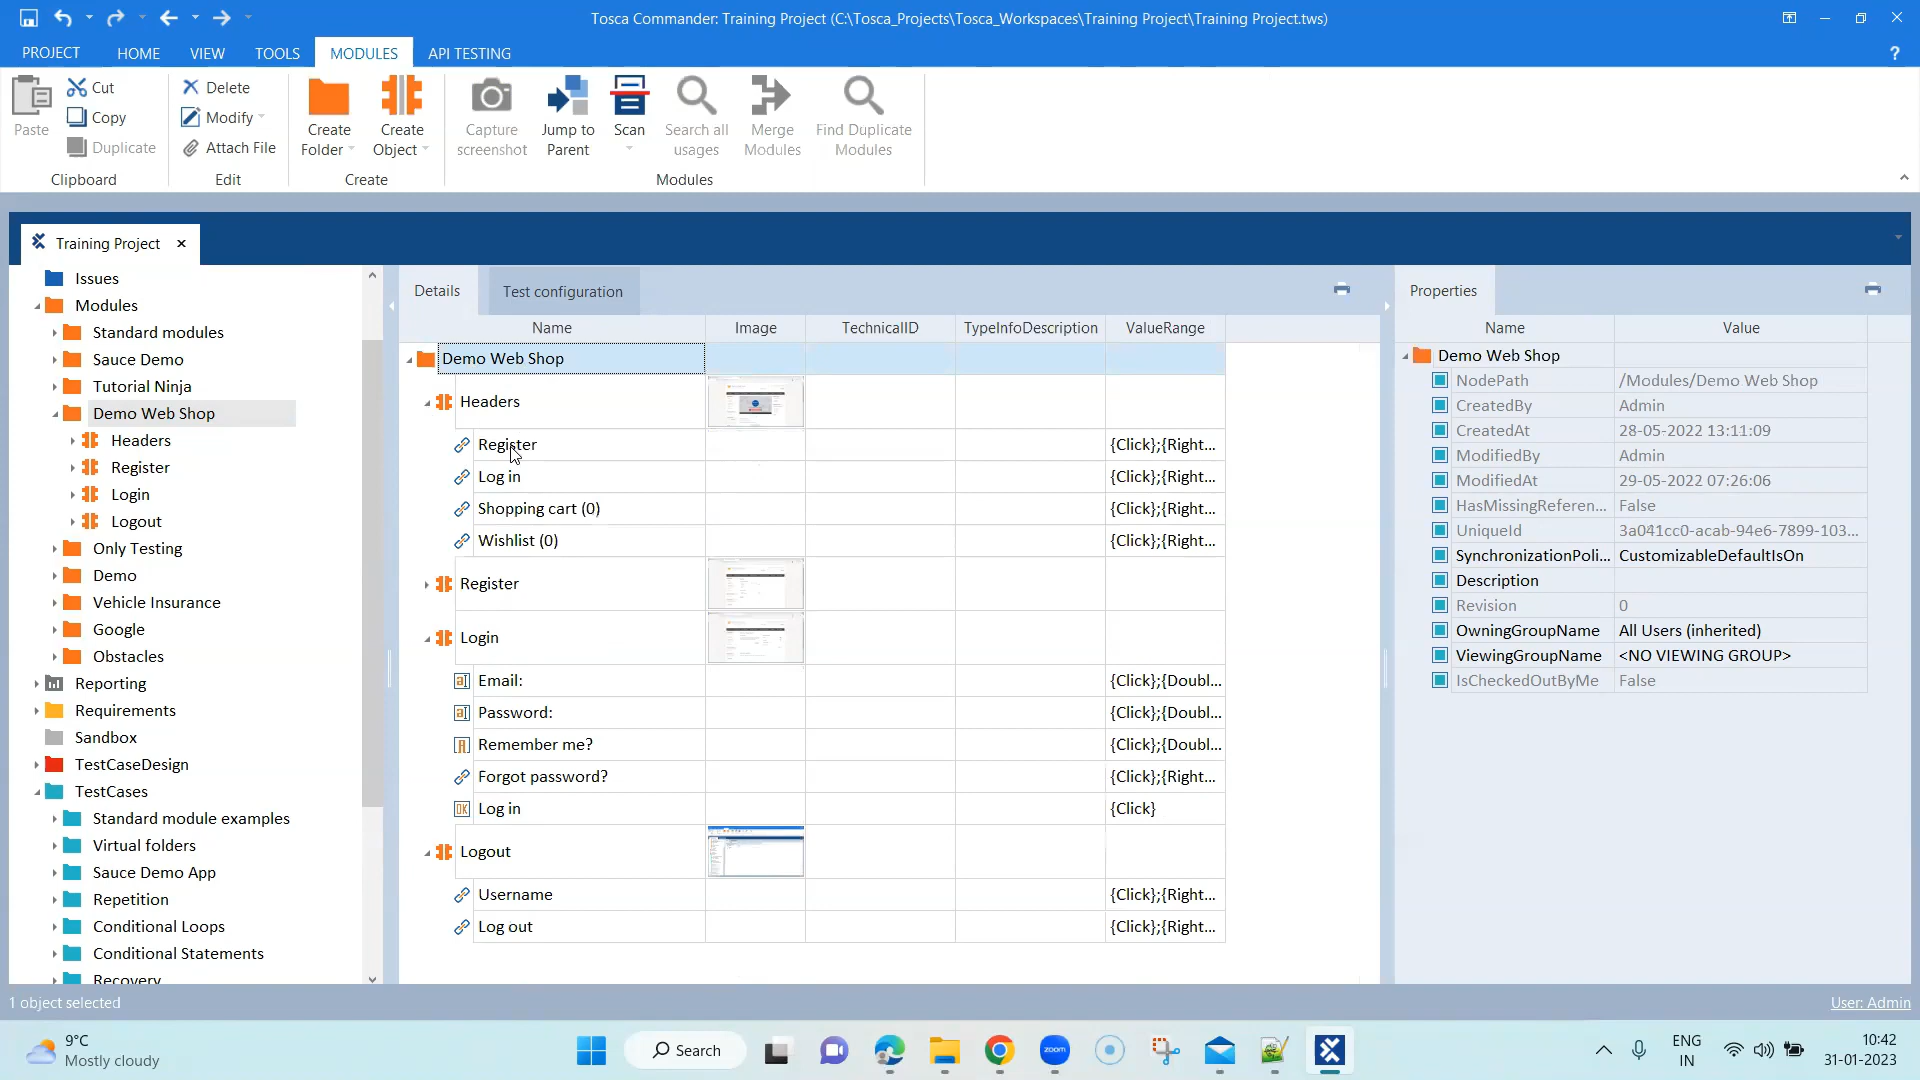 Tosca Commander: Training Project (C:\Tosca_Projects\Tosca_Workspaces\Training Project\Training Project.tws)
PROJECT HOME VIEW TOOLS MODULES API TESTING ?
Paste
Cut
Copy
Duplicate
Clipboard
Delete
Modify
Attach File
Edit
Create Folder
Create Object
Create
Capture screenshot
Jump to Parent
Scan
Search all usages
Merge Modules
Find Duplicate Modules
Modules
Training Project
Issues
Modules
Standard modules
Sauce Demo
Tutorial Ninja
Demo Web Shop
Headers
Register
Login
Logout
Only Testing
Demo
Vehicle Insurance
Google
Obstacles
Reporting
Requirements
Sandbox
TestCaseDesign
TestCases
Standard module examples
Virtual folders
Sauce Demo App
Repetition
Conditional Loops
Conditional Statements
Recovery
Details Test configuration
Name Image TechnicalID TypeInfoDescription ValueRange
Demo Web Shop
Headers
Register {Click};{Right...
Log in {Click};{Right...
Shopping cart (0) {Click};{Right...
Wishlist (0) {Click};{Right...
Register
Login
Email: {Click};{Doubl...
Password: {Click};{Doubl...
Remember me? {Click};{Doubl...
Forgot password? {Click};{Right...
Log in {Click}
Logout
Username {Click};{Right...
Log out {Click};{Right...
Properties
Name Value
Demo Web Shop
NodePath /Modules/Demo Web Shop
CreatedBy Admin
CreatedAt 28-05-2022 13:11:09
ModifiedBy Admin
ModifiedAt 29-05-2022 07:26:06
HasMissingReferen... False
UniqueId 3a041cc0-acab-94e6-7899-103...
SynchronizationPoli... CustomizableDefaultIsOn
Description
Revision 0
OwningGroupName All Users (inherited)
ViewingGroupName <NO VIEWING GROUP>
IsCheckedOutByMe False
1 object selected
User: Admin
9°C
Mostly cloudy
Search
zoom
ENG
IN
10:42
31-01-2023